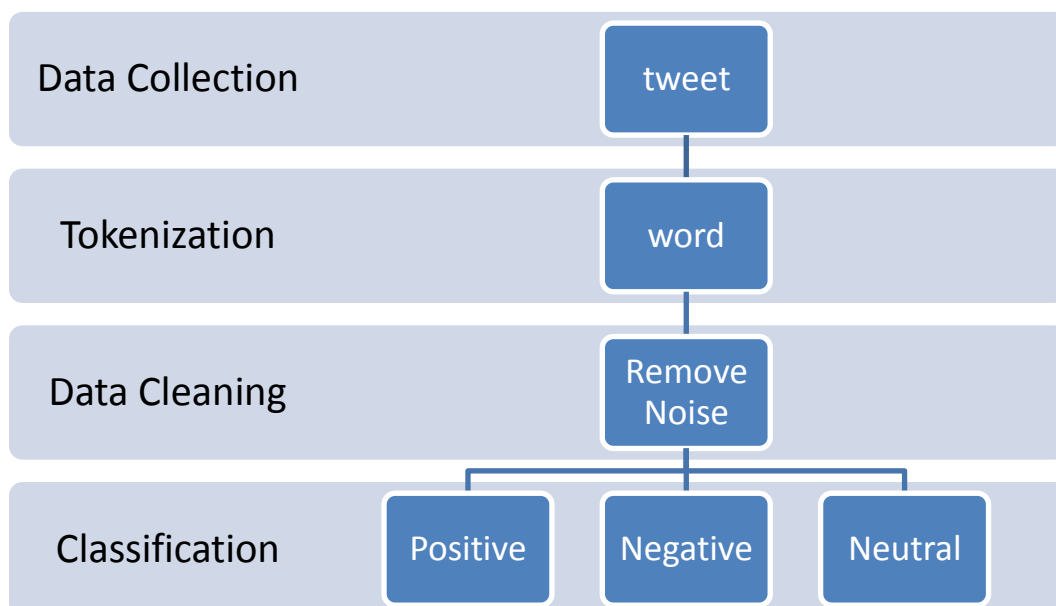 Data Collection
tweet
Tokenization
word
Data Cleaning
Remove
Noise
Classification
Positive
Negative
Neutral